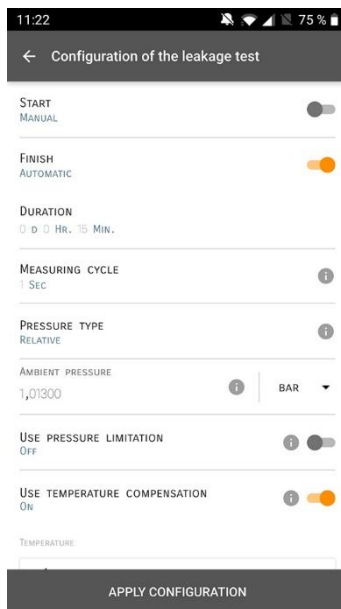 11:22 75 %
Configuration of the leakage test
START
MANUAL
FINISH
AUTOMATIC
DURATION
0 D 0 HR. 15 MIN.
MEASURING CYCLE
1 SEC
PRESSURE TYPE
RELATIVE
AMBIENT PRESSURE
1,01300 BAR
USE PRESSURE LIMITATION
OFF
USE TEMPERATURE COMPENSATION
ON
TEMPERATURE
APPLY CONFIGURATION